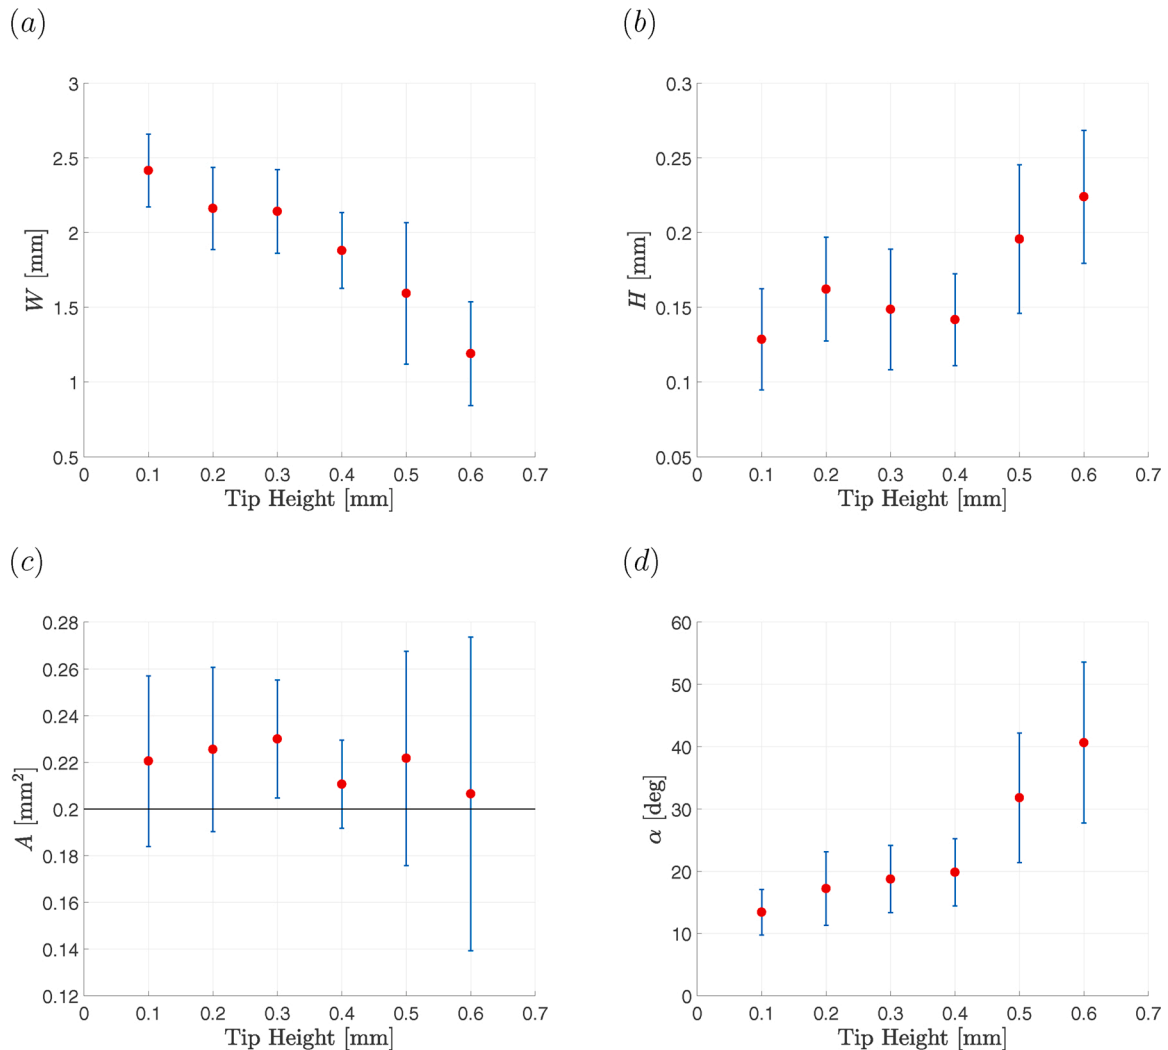 (a)
3
2.5
2
1.5
1
0.5
W [mm]
0 0.1 0.2 0.3 0.4 0.5 0.6 0.7
Tip Height [mm]
(b)
0.3
0.25
0.2
0.15
0.1
0.05
H [mm]
0 0.1 0.2 0.3 0.4 0.5 0.6 0.7
Tip Height [mm]
(c)
0.28
0.26
0.24
0.22
0.2
0.18
0.16
0.14
0.12
A [mm²]
0 0.1 0.2 0.3 0.4 0.5 0.6 0.7
Tip Height [mm]
(d)
60
50
40
30
20
10
0
α [deg]
0 0.1 0.2 0.3 0.4 0.5 0.6 0.7
Tip Height [mm]